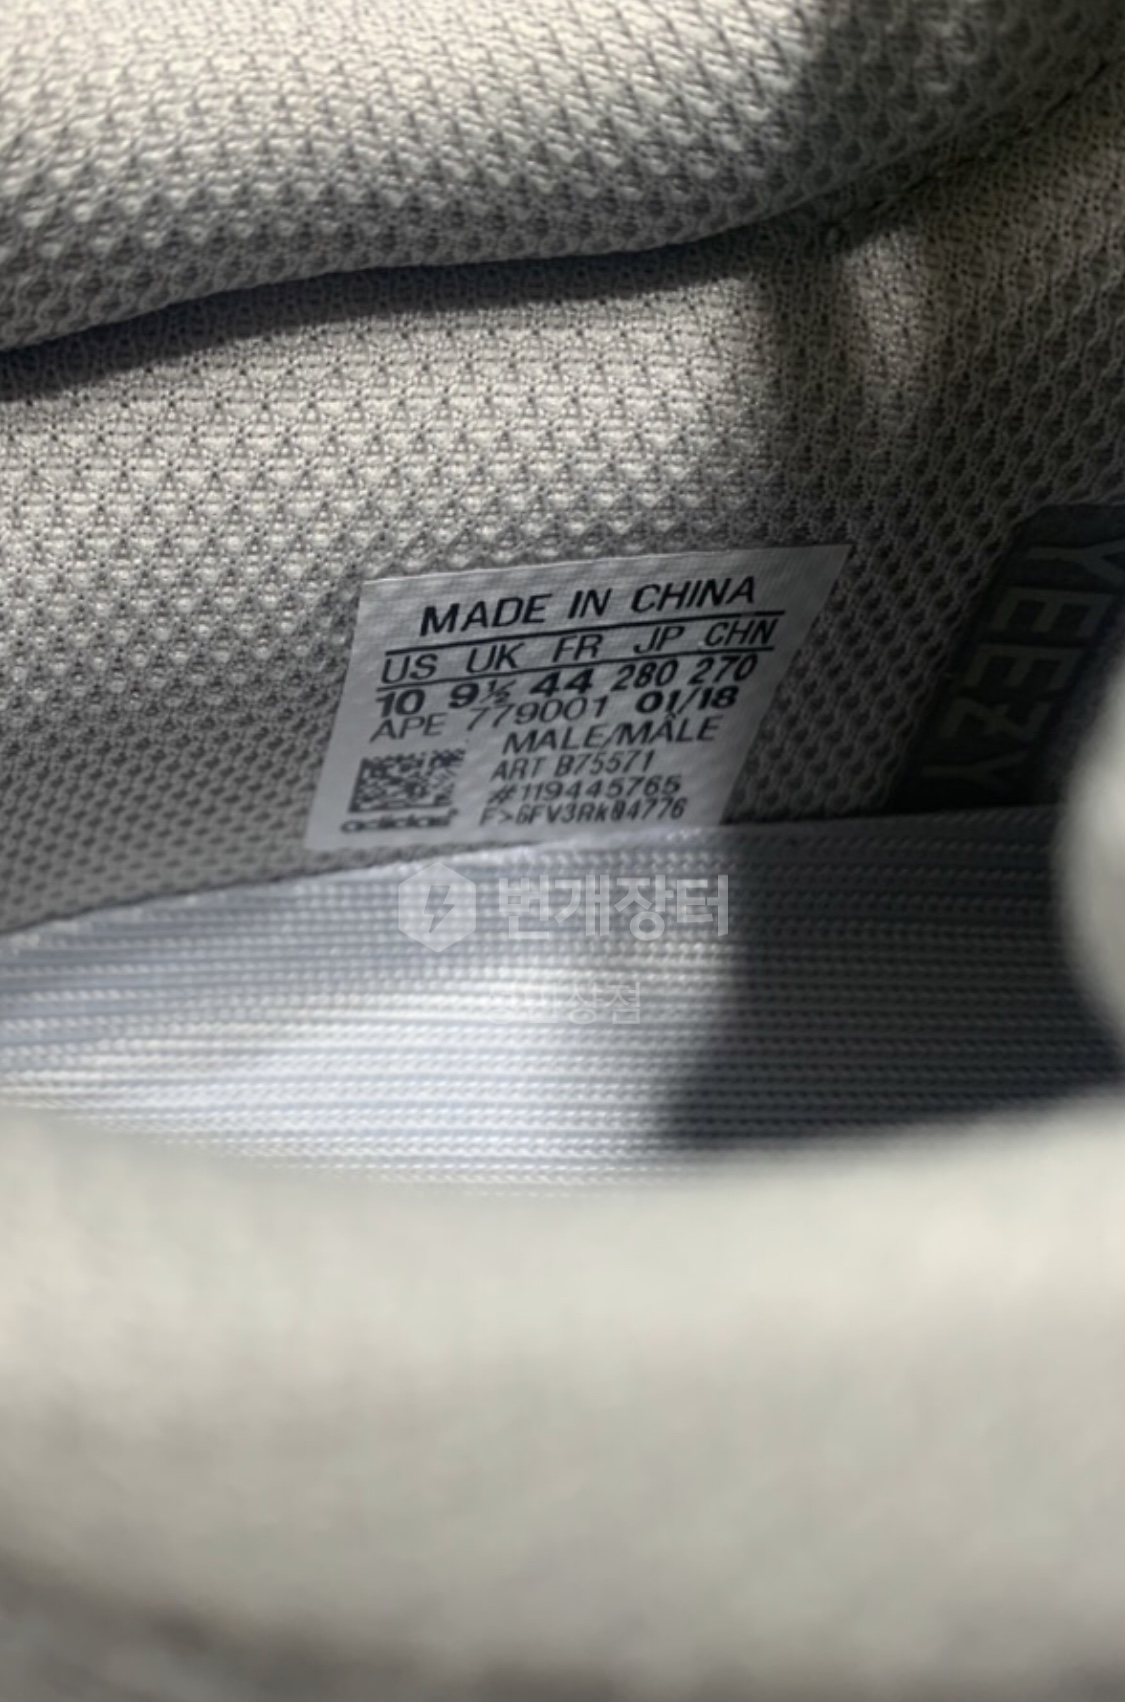 MADE IN CHINA
US UK FR JP CHN
10 9½ 44 280 270
APE 779001 01/18
MALE/MÂLE
ART B75571
#119445765
adidas
YEEZY
번개장터